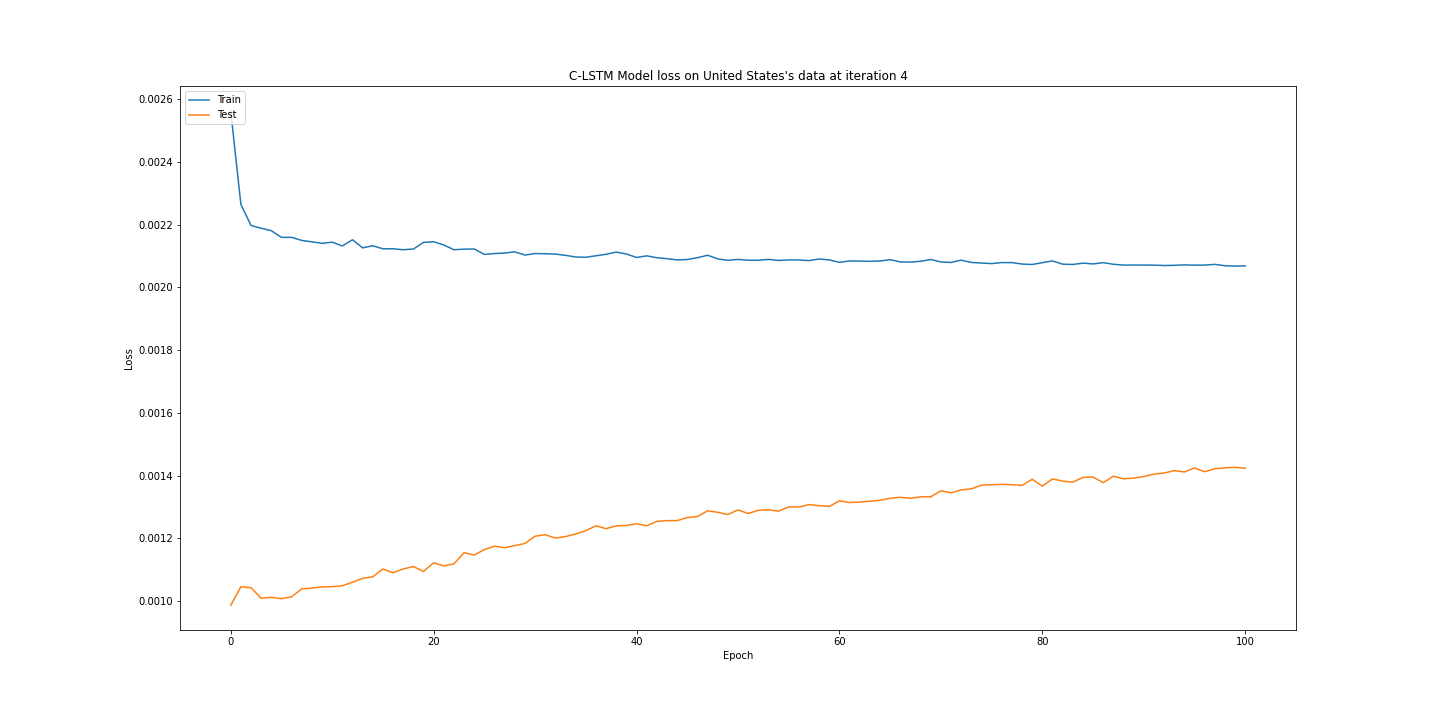 C-LSTM Model loss on United States's data at iteration 4
Train
Test
Loss
0.0026
0.0024
0.0022
0.0020
0.0018
0.0016
0.0014
0.0012
0.0010
0 20 40 60 80 100
Epoch